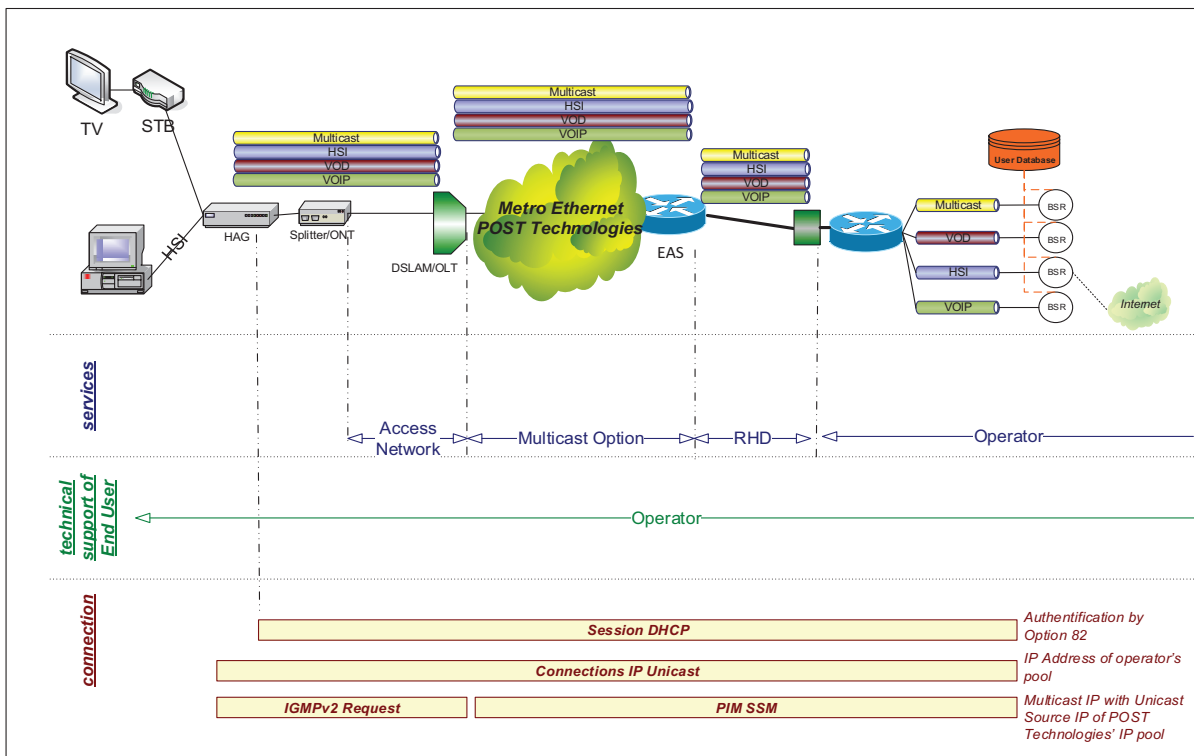 TV
STB
HSI
HAG
Splitter/ONT
Multicast
HSI
VOD
VOIP
DSLAM/OLT
Multicast
HSI
VOD
VOIP
Metro Ethernet
POST Technologies
EAS
Multicast
HSI
VOD
VOIP
User Database
Multicast
BSR
VOD
BSR
HSI
BSR
VOIP
BSR
Internet
services
Access
Network
Multicast Option
RHD
Operator
technical
support of
End User
Operator
connection
Session DHCP
Authentification by
Option 82
Connections IP Unicast
IP Address of operator's
pool
IGMPv2 Request
PIM SSM
Multicast IP with Unicast
Source IP of POST
Technologies' IP pool